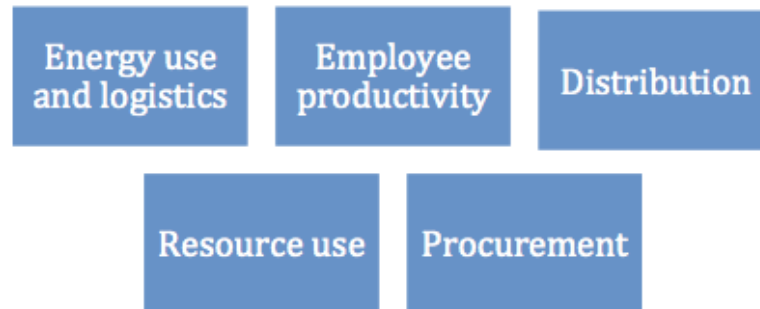 Energy use
and logistics
Employee
productivity
Distribution
Resource use
Procurement